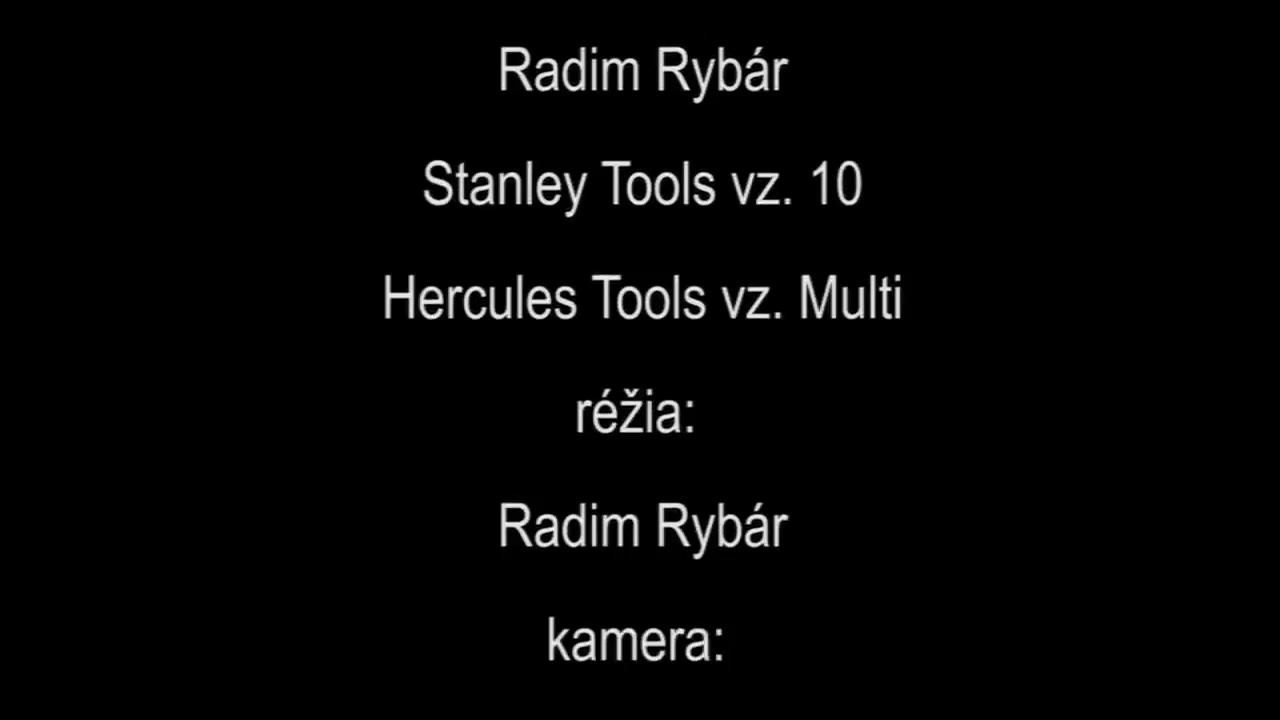 Radim Rybár
Stanley Tools vz. 10
Hercules Tools vz. Multi
réžia:
Radim Rybár
kamera: